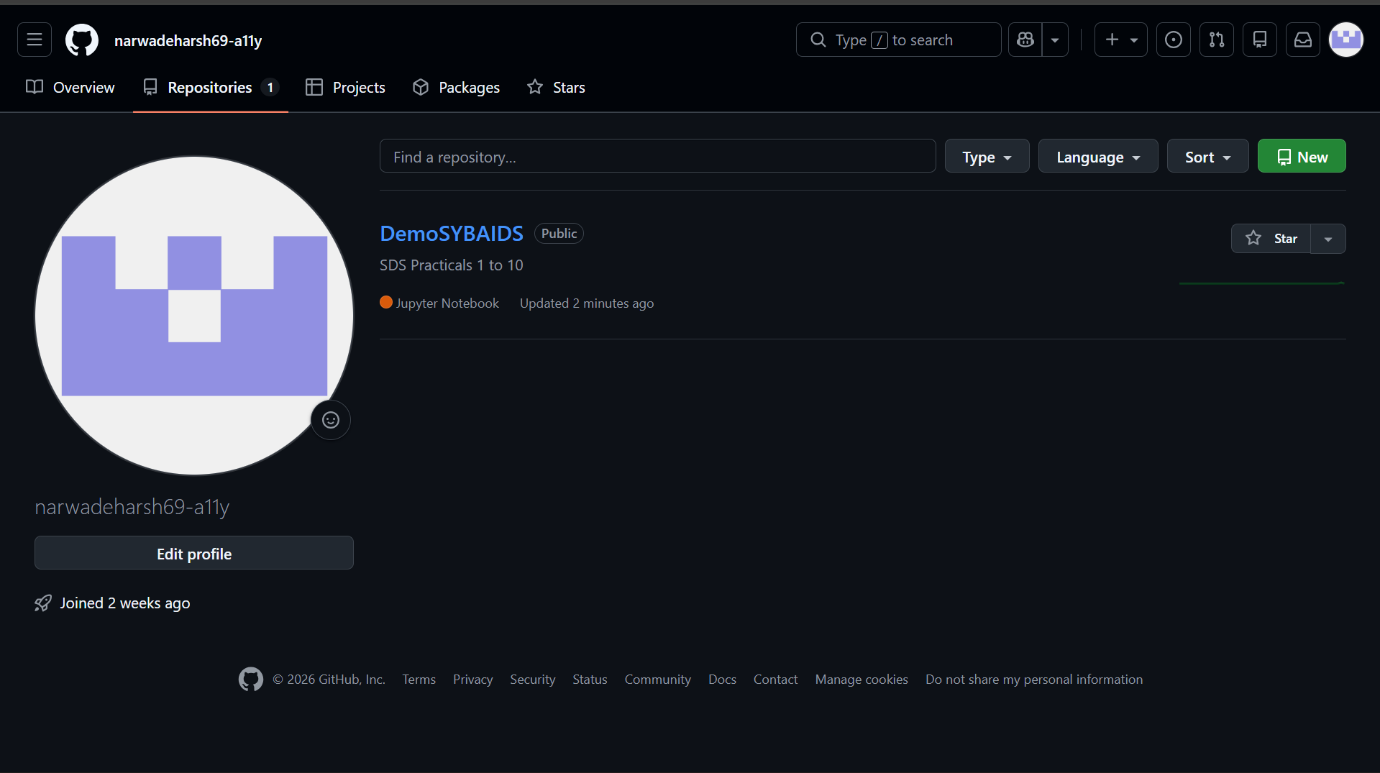 narwadeharsh69-a11y
Type / to search
Overview Repositories 1 Projects Packages Stars
Find a repository...
Type Language Sort New
DemoSYBAIDS Public
Star
SDS Practicals 1 to 10
Jupyter Notebook Updated 2 minutes ago
narwadeharsh69-a11y
Edit profile
Joined 2 weeks ago
© 2026 GitHub, Inc. Terms Privacy Security Status Community Docs Contact Manage cookies Do not share my personal information